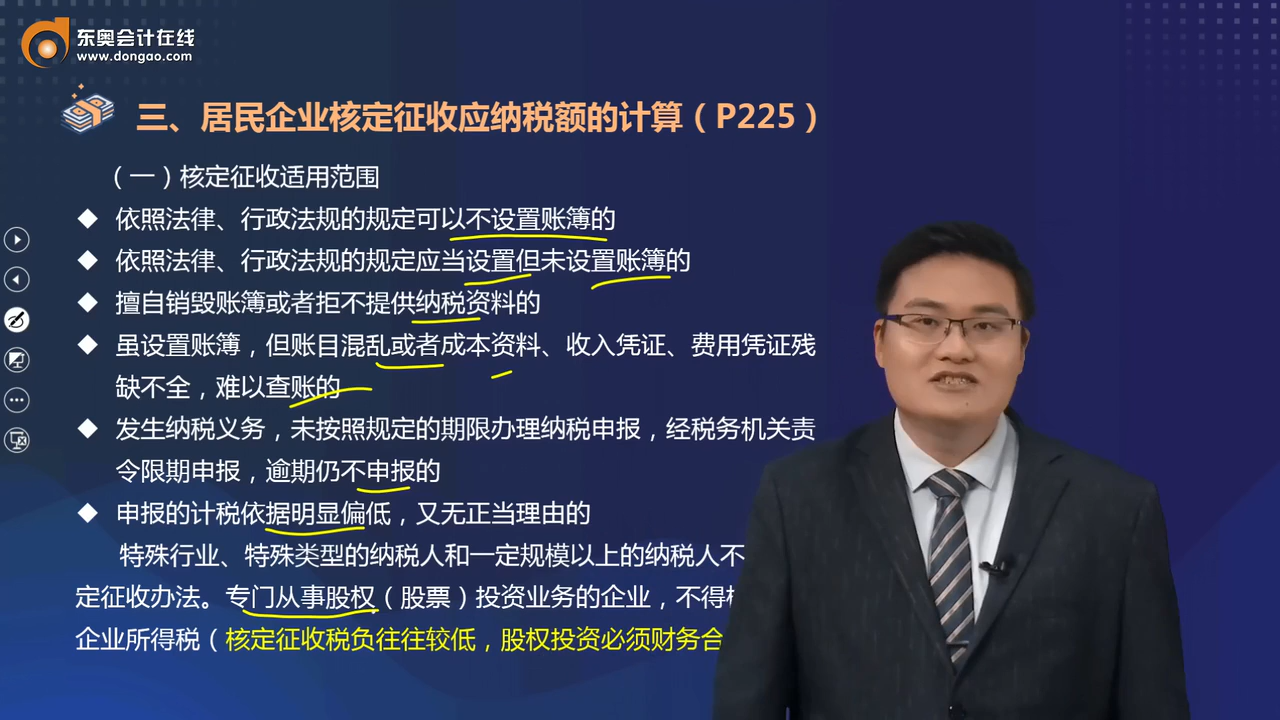 东奥会计在线
www.dongao.com
三、居民企业核定征收应纳税额的计算（P225）
（一）核定征收适用范围
◆ 依照法律、行政法规的规定可以不设置账簿的
◆ 依照法律、行政法规的规定应当设置但未设置账簿的
◆ 擅自销毁账簿或者拒不提供纳税资料的
◆ 虽设置账簿，但账目混乱或者成本资料、收入凭证、费用凭证残
缺不全，难以查账的
◆ 发生纳税义务，未按照规定的期限办理纳税申报，经税务机关责
令限期申报，逾期仍不申报的
◆ 申报的计税依据明显偏低，又无正当理由的
特殊行业、特殊类型的纳税人和一定规模以上的纳税人不
定征收办法。专门从事股权（股票）投资业务的企业，不得
企业所得税（核定征收税负往往较低，股权投资必须财务合